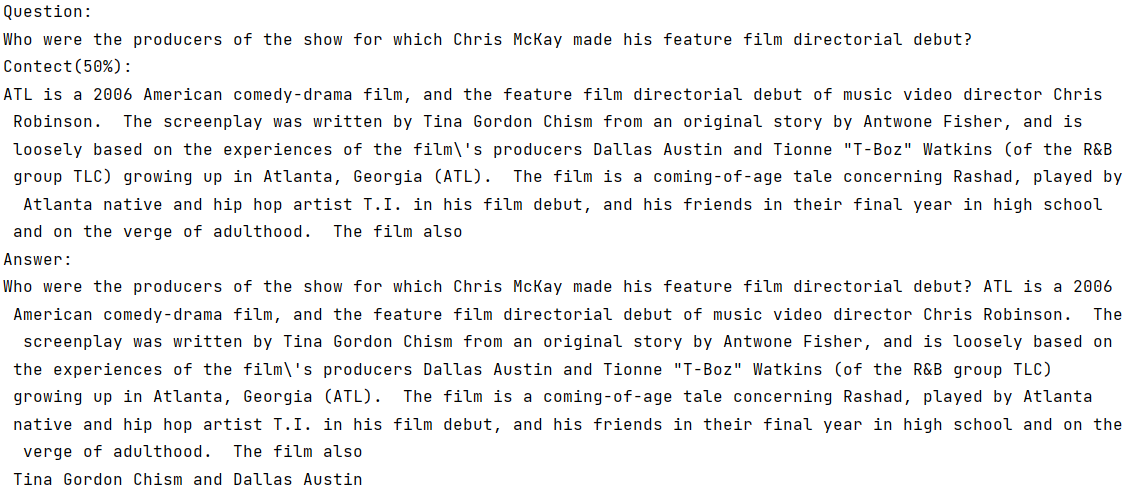 Question:
Who were the producers of the show for which Chris McKay made his feature film directorial debut?
Contect(50%):
ATL is a 2006 American comedy-drama film, and the feature film directorial debut of music video director Chris
Robinson.  The screenplay was written by Tina Gordon Chism from an original story by Antwone Fisher, and is
loosely based on the experiences of the film\'s producers Dallas Austin and Tionne "T-Boz" Watkins (of the R&B
group TLC) growing up in Atlanta, Georgia (ATL).  The film is a coming-of-age tale concerning Rashad, played by
Atlanta native and hip hop artist T.I. in his film debut, and his friends in their final year in high school
and on the verge of adulthood.  The film also
Answer:
Who were the producers of the show for which Chris McKay made his feature film directorial debut? ATL is a 2006
American comedy-drama film, and the feature film directorial debut of music video director Chris Robinson.  The
screenplay was written by Tina Gordon Chism from an original story by Antwone Fisher, and is loosely based on
the experiences of the film\'s producers Dallas Austin and Tionne "T-Boz" Watkins (of the R&B group TLC)
growing up in Atlanta, Georgia (ATL).  The film is a coming-of-age tale concerning Rashad, played by Atlanta
native and hip hop artist T.I. in his film debut, and his friends in their final year in high school and on the
verge of adulthood.  The film also
Tina Gordon Chism and Dallas Austin